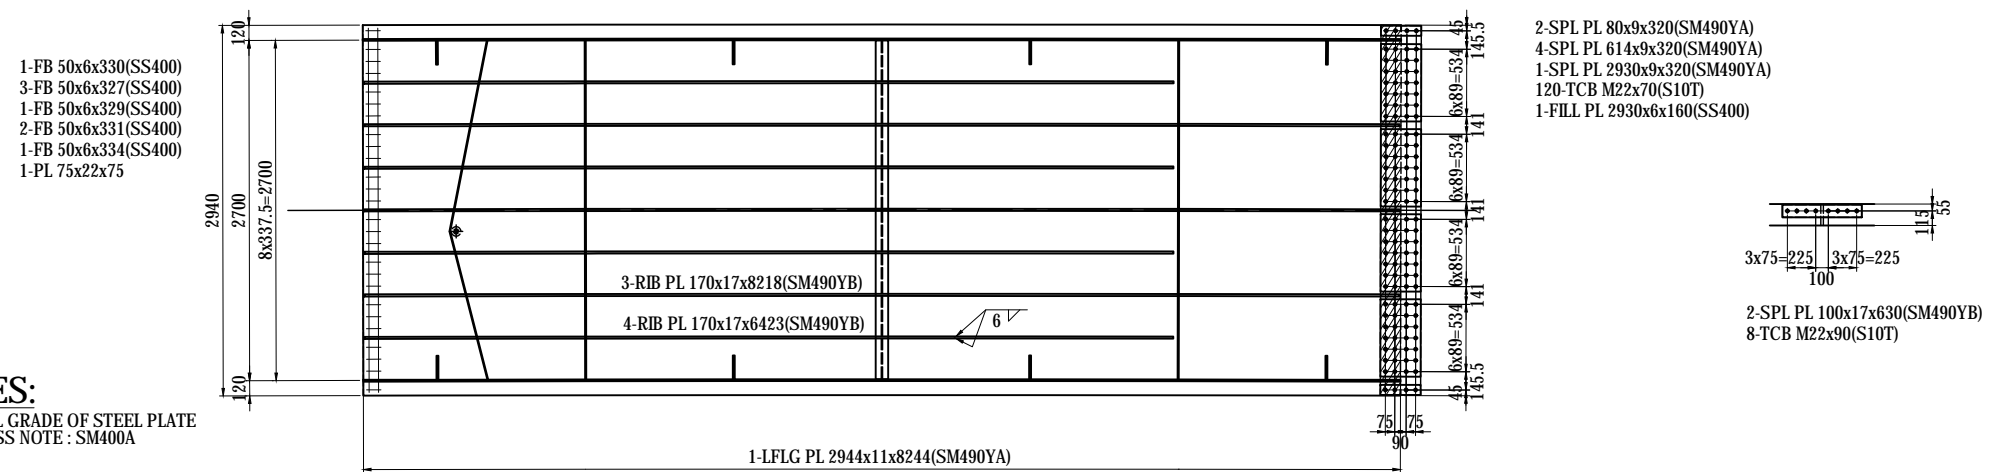 1-FB 50x6x330(SS400)
3-FB 50x6x327(SS400)
1-FB 50x6x329(SS400)
2-FB 50x6x331(SS400)
1-FB 50x6x334(SS400)
1-PL 75x22x75
120
2940
2700
8x337.5=2700
120
3-RIB PL 170x17x8218(SM490YB)
4-RIB PL 170x17x6423(SM490YB)
6
1-LFLG PL 2944x11x8244(SM490YA)
45
145.5
6x89=534
141
6x89=534
141
6x89=534
141
6x89=534
45
145.5
75
75
90
2-SPL PL 80x9x320(SM490YA)
4-SPL PL 614x9x320(SM490YA)
1-SPL PL 2930x9x320(SM490YA)
120-TCB M22x70(S10T)
1-FILL PL 2930x6x160(SS400)
55
115
3x75=225
3x75=225
100
2-SPL PL 100x17x630(SM490YB)
8-TCB M22x90(S10T)
ES:
L GRADE OF STEEL PLATE
SS NOTE : SM400A